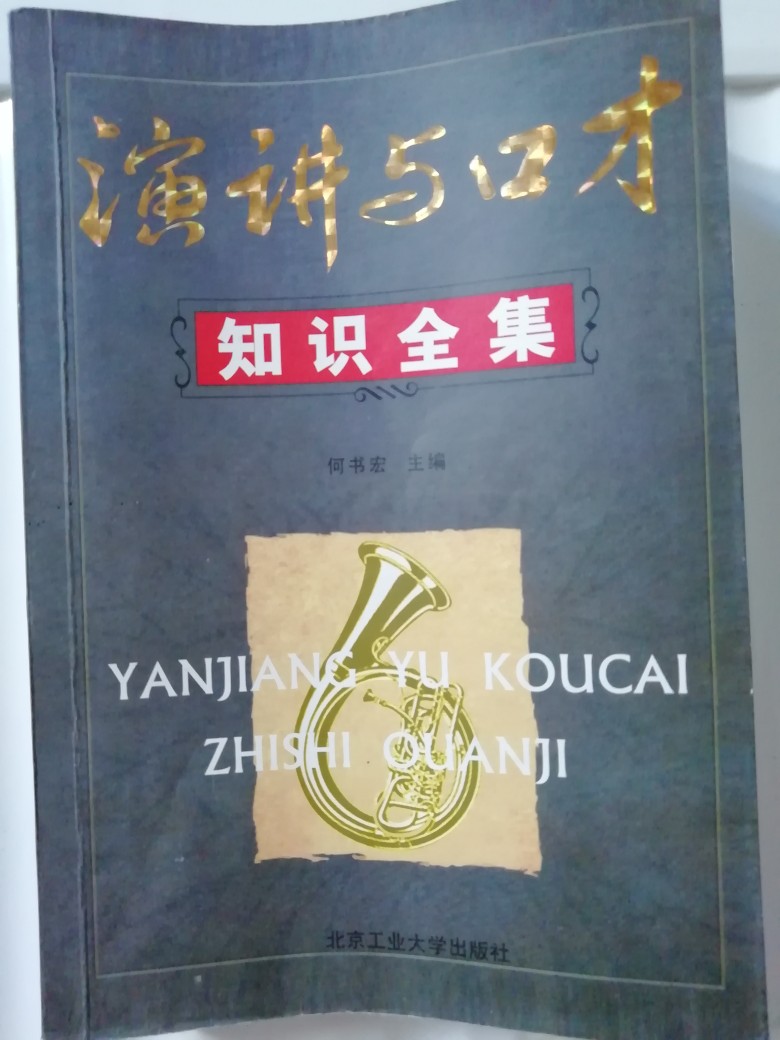 演讲与口才
知识全集
何书宏 主编
YANJIANG YU KOUCAI
ZHISHI QUANJI
北京工业大学出版社